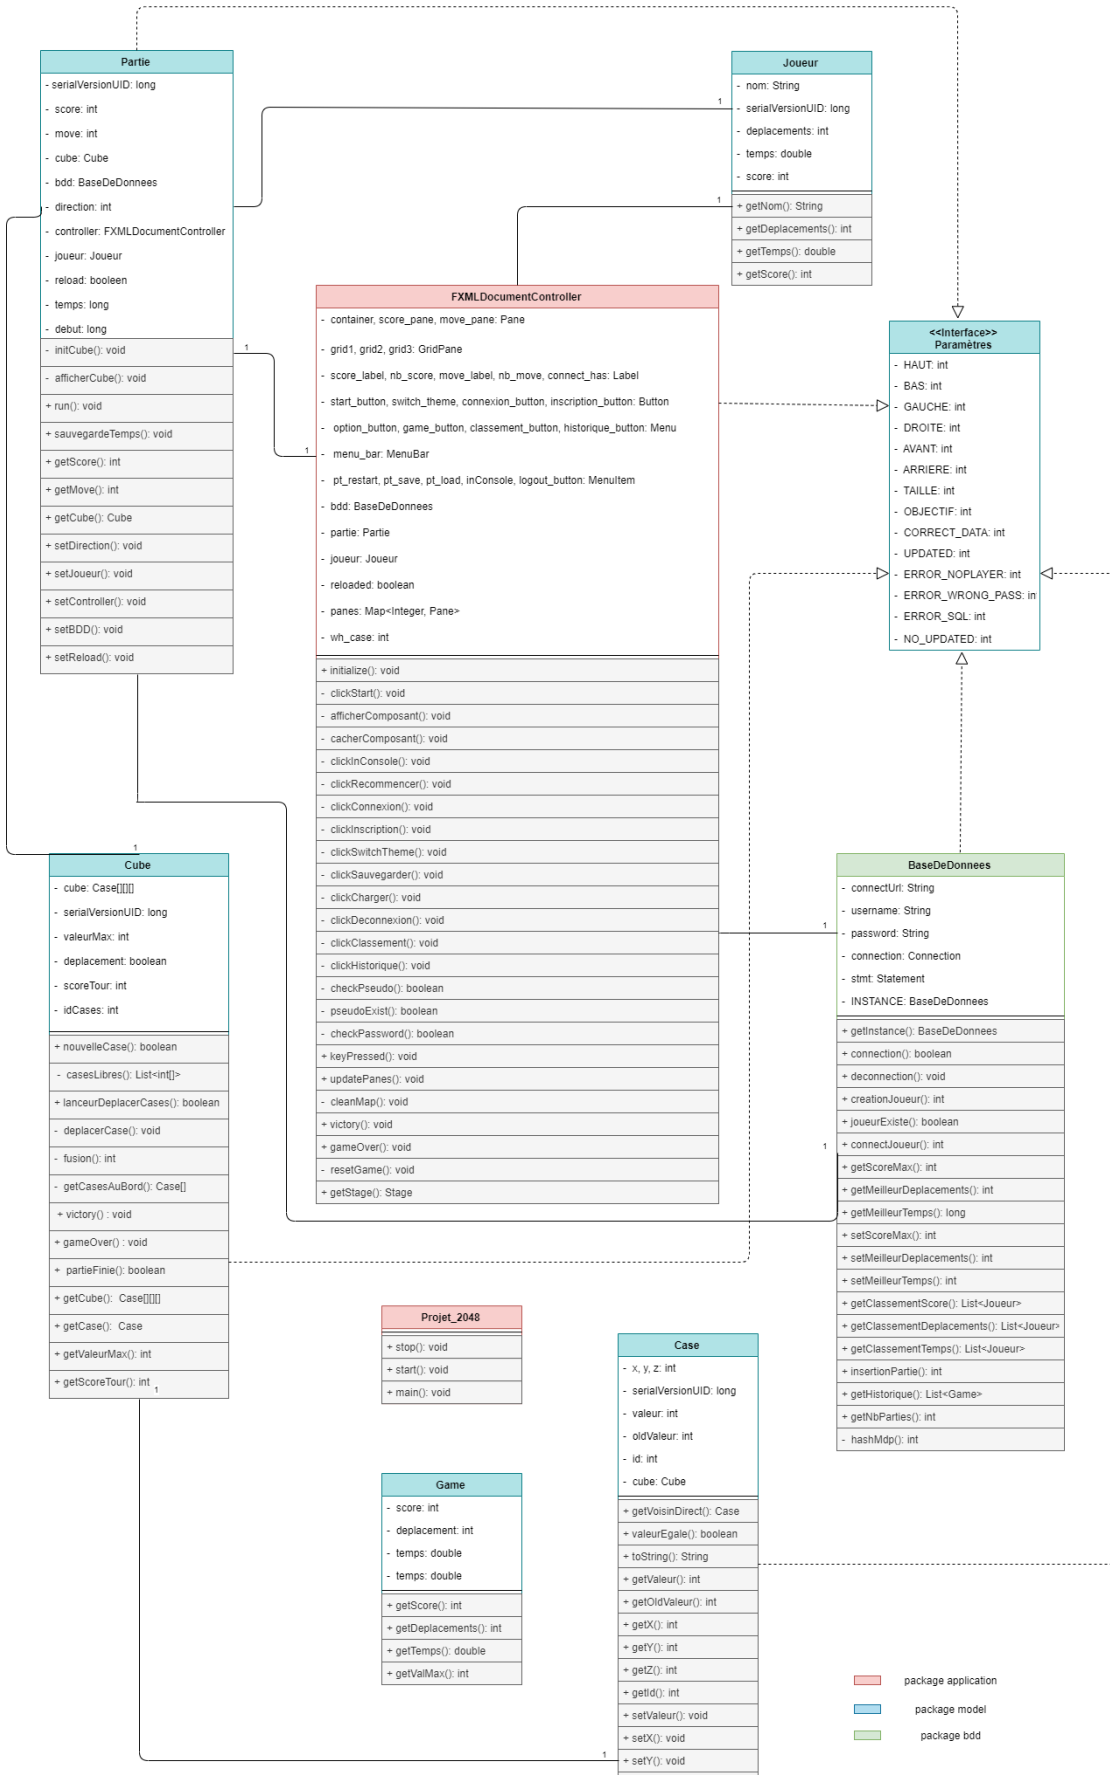 Partie
- serialVersionUID: long
- score: int
- move: int
- cube: Cube
- bdd: BaseDeDonnees
- direction: int
- controller: FXMLDocumentController
- joueur: Joueur
- reload: booleen
- temps: long
- debut: long
- initCube(): void
- afficherCube(): void
+ run(): void
+ sauvegardeTemps(): void
+ getScore(): int
+ getMove(): int
+ getCube(): Cube
+ setDirection(): void
+ setJoueur(): void
+ setController(): void
+ setBDD(): void
+ setReload(): void
1
Joueur
- nom: String
- serialVersionUID: long
- deplacements: int
- temps: double
- score: int
+ getNom(): String
+ getDeplacements(): int
+ getTemps(): double
+ getScore(): int
1
1
1
1
FXMLDocumentController
- container, score_pane, move_pane: Pane
- grid1, grid2, grid3: GridPane
- score_label, nb_score, move_label, nb_move, connect_has: Label
- start_button, switch_theme, connexion_button, inscription_button: Button
- option_button, game_button, classement_button, historique_button: Menu
- menu_bar: MenuBar
- pt_restart, pt_save, pt_load, inConsole, logout_button: MenuItem
- bdd: BaseDeDonnees
- partie: Partie
- joueur: Joueur
- reloaded: boolean
- panes: Map<Integer, Pane>
- wh_case: int
+ initialize(): void
- clickStart(): void
- afficherComposant(): void
- cacherComposant(): void
- clickInConsole(): void
- clickRecommencer(): void
- clickConnexion(): void
- clickInscription(): void
- clickSwitchTheme(): void
- clickSauvegarder(): void
- clickCharger(): void
- clickDeconnexion(): void
- clickClassement(): void
- clickHistorique(): void
- checkPseudo(): boolean
- pseudoExist(): boolean
- checkPassword(): boolean
+ keyPressed(): void
+ updatePanes(): void
- cleanMap(): void
+ victory(): void
+ gameOver(): void
- resetGame(): void
+ getStage(): Stage
<<Interface>>
Paramètres
- HAUT: int
- BAS: int
- GAUCHE: int
- DROITE: int
- AVANT: int
- ARRIERE: int
- TAILLE: int
- OBJECTIF: int
- CORRECT_DATA: int
- UPDATED: int
- ERROR_NOPLAYER: int
- ERROR_WRONG_PASS: int
- ERROR_SQL: int
- NO_UPDATED: int
Cube
- cube: Case[][][]
- serialVersionUID: long
- valeurMax: int
- deplacement: boolean
- scoreTour: int
- idCases: int
+ nouvelleCase(): boolean
- casesLibres(): List<int[]>
+ lanceurDeplacerCases(): boolean
- deplacerCase(): void
- fusion(): int
- getCasesAuBord(): Case[]
+ victory() : void
+ gameOver() : void
+ partieFinie(): boolean
+ getCube(): Case[][][]
+ getCase(): Case
+ getValeurMax(): int
+ getScoreTour(): int
1
1
1
BaseDeDonnees
- connectUrl: String
- username: String
- password: String
- connection: Connection
- stmt: Statement
- INSTANCE: BaseDeDonnees
+ getInstance(): BaseDeDonnees
+ connection(): boolean
+ deconnection(): void
+ creationJoueur(): int
+ joueurExiste(): boolean
+ connectJoueur(): int
+ getScoreMax(): int
+ getMeilleurDeplacements(): int
+ getMeilleurTemps(): long
+ setScoreMax(): int
+ setMeilleurDeplacements(): int
+ setMeilleurTemps(): int
+ getClassementScore(): List<Joueur>
+ getClassementDeplacements(): List<Joueur>
+ getClassementTemps(): List<Joueur>
+ insertionPartie(): int
+ getHistorique(): List<Game>
+ getNbParties(): int
- hashMdp(): int
1
Projet_2048
+ stop(): void
+ start(): void
+ main(): void
Game
- score: int
- deplacement: int
- temps: double
- temps: double
+ getScore(): int
+ getDeplacements(): int
+ getTemps(): double
+ getValMax(): int
Case
- x, y, z: int
- serialVersionUID: long
- valeur: int
- oldValeur: int
- id: int
- cube: Cube
+ getVoisinDirect(): Case
+ valeurEgale(): boolean
+ toString(): String
+ getValeur(): int
+ getOldValeur(): int
+ getX(): int
+ getY(): int
+ getZ(): int
+ getId(): int
+ setValeur(): void
+ setX(): void
+ setY(): void
1
package application
package model
package bdd